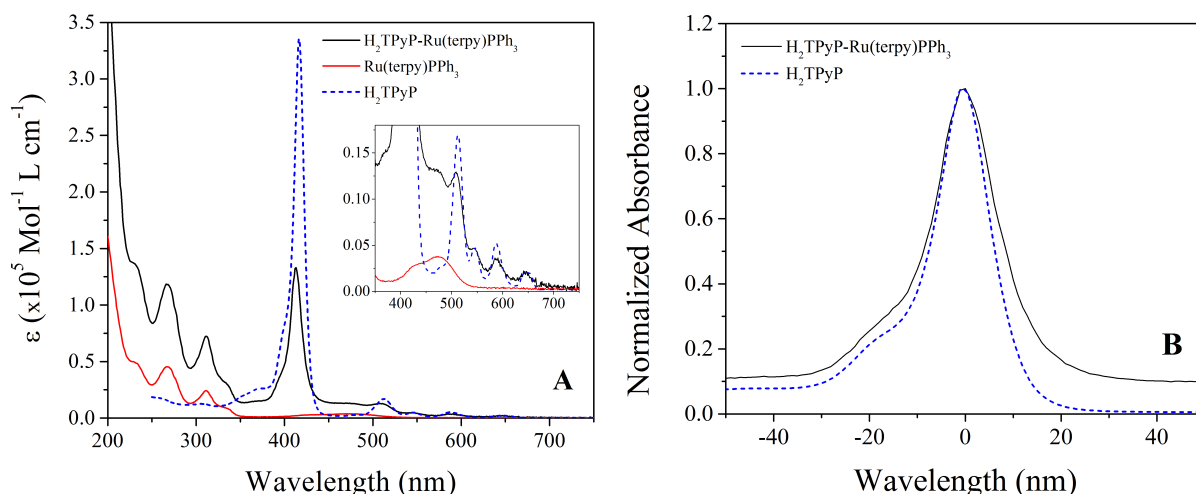 H₂TPyP-Ru(terpy)PPh₃
Ru(terpy)PPh₃
H₂TPyP
ε (x10⁵ Mol⁻¹ L cm⁻¹)
3.5
3.0
2.5
2.0
1.5
1.0
0.5
0.0
200 300 400 500 600 700
Wavelength (nm)
0.15
0.10
0.05
0.00
400 500 600 700
A
H₂TPyP-Ru(terpy)PPh₃
H₂TPyP
Normalized Absorbance
1.2
1.0
0.8
0.6
0.4
0.2
0.0
-40 -20 0 20 40
Wavelength (nm)
B